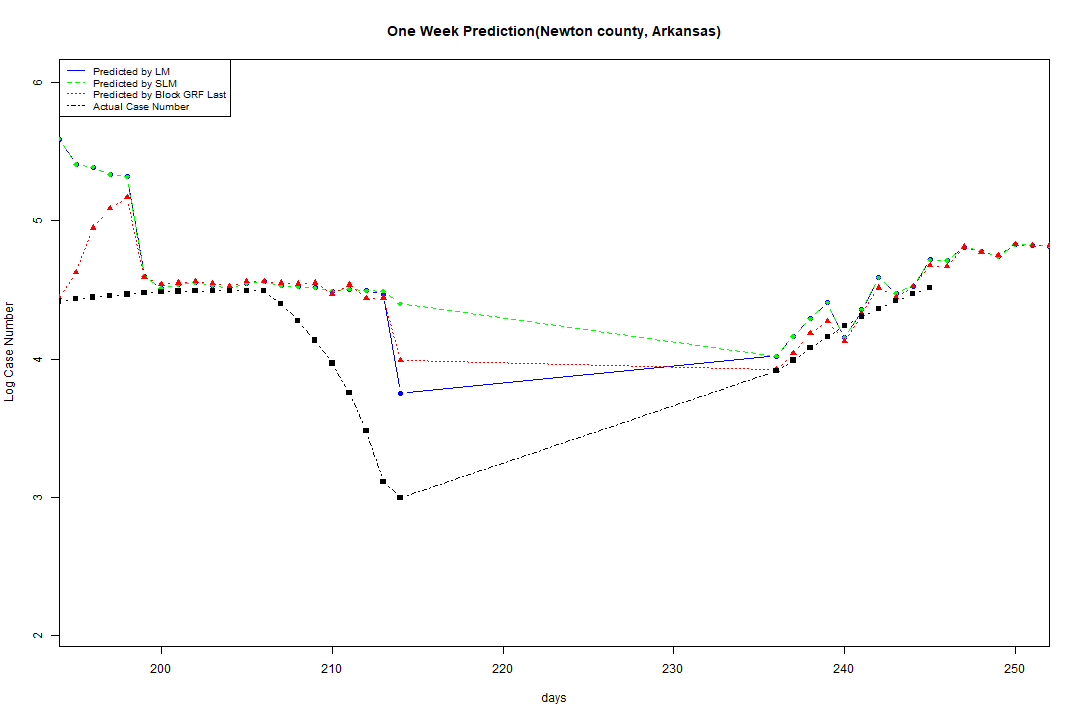 One Week Prediction(Newton county, Arkansas)
Predicted by LM
Predicted by SLM
Predicted by Block GRF Last
Actual Case Number
Log Case Number
6
5
4
3
2
200 210 220 230 240 250
days